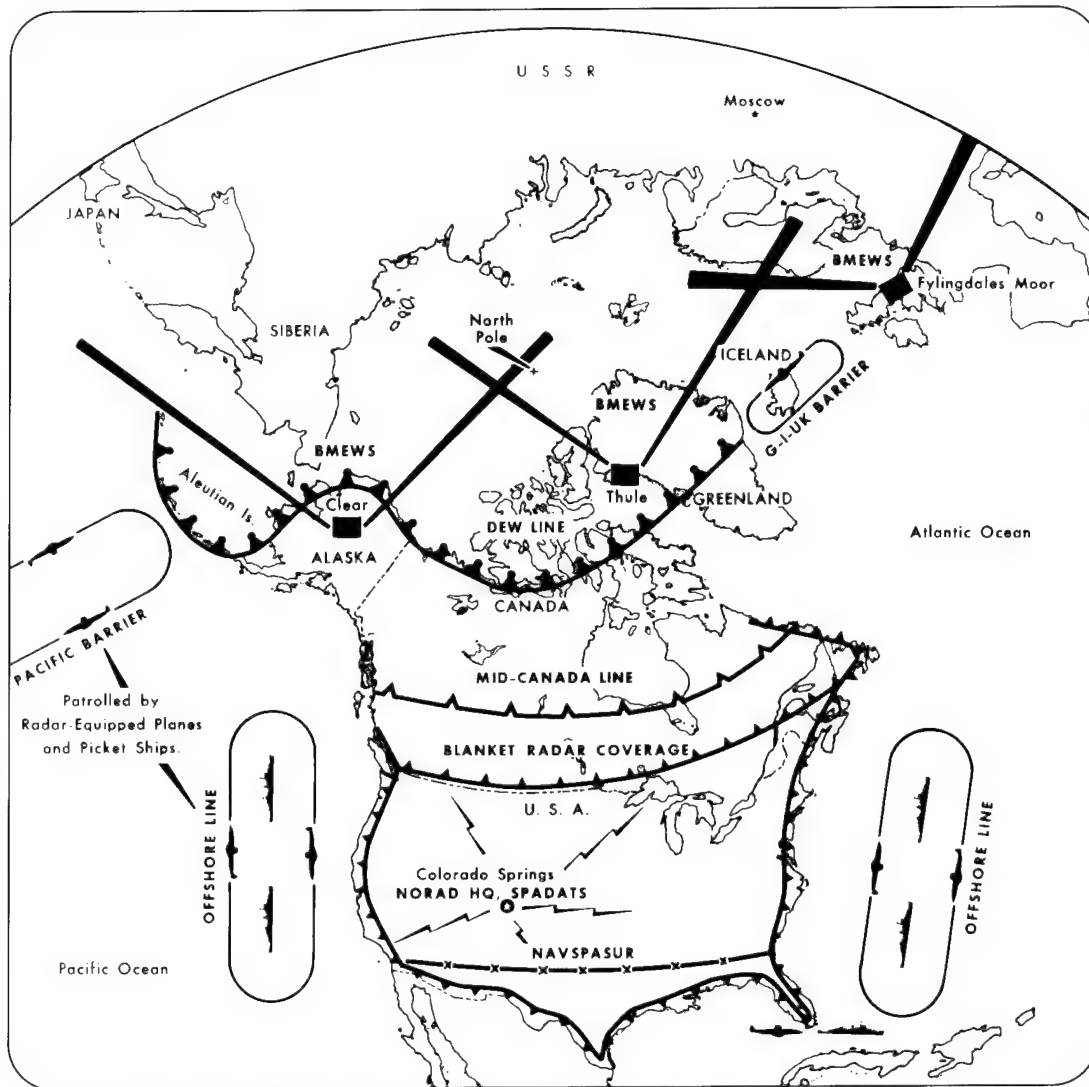 USSR
Moscow
JAPAN
BMEWS
Fylingdales Moor
SIBERIA
North
Pole
ICELAND
G-I-UK BARRIER
BMEWS
BMEWS
Aleutian Is.
Clear
Thule
GREENLAND
DEW LINE
ALASKA
Atlantic Ocean
CANADA
PACIFIC BARRIER
MID-CANADA LINE
Patrolled by
Radar-Equipped Planes
and Picket Ships.
BLANKET RADAR COVERAGE
U. S. A.
OFFSHORE LINE
OFFSHORE LINE
Colorado Springs
NORAD HQ, SPADATS
NAVSPASUR
Pacific Ocean